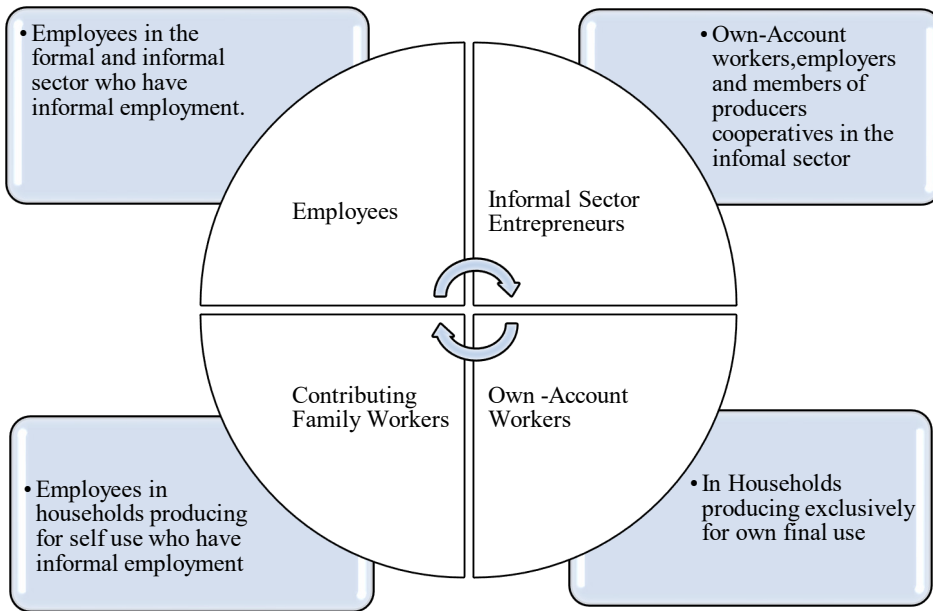 • Employees in the
formal and informal
sector who have
informal employment.
• Own-Account
workers,employers
and members of
producers
cooperatives in the
infomal sector
Employees
Informal Sector
Entrepreneurs
Contributing
Family Workers
Own -Account
Workers
• Employees in
households producing
for self use who have
informal employment
• In Households
producing exclusively
for own final use